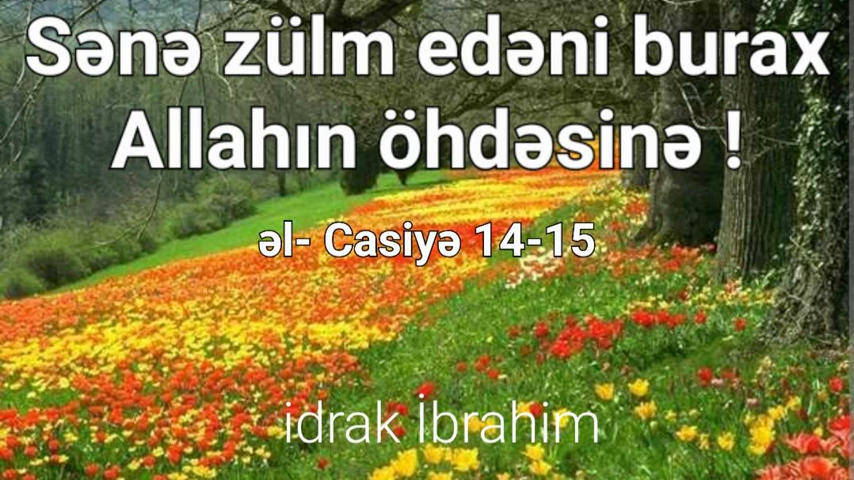 Sənə zülm edəni burax
Allahın öhdəsinə !
əl- Casiyə 14-15
idrak İbrahim